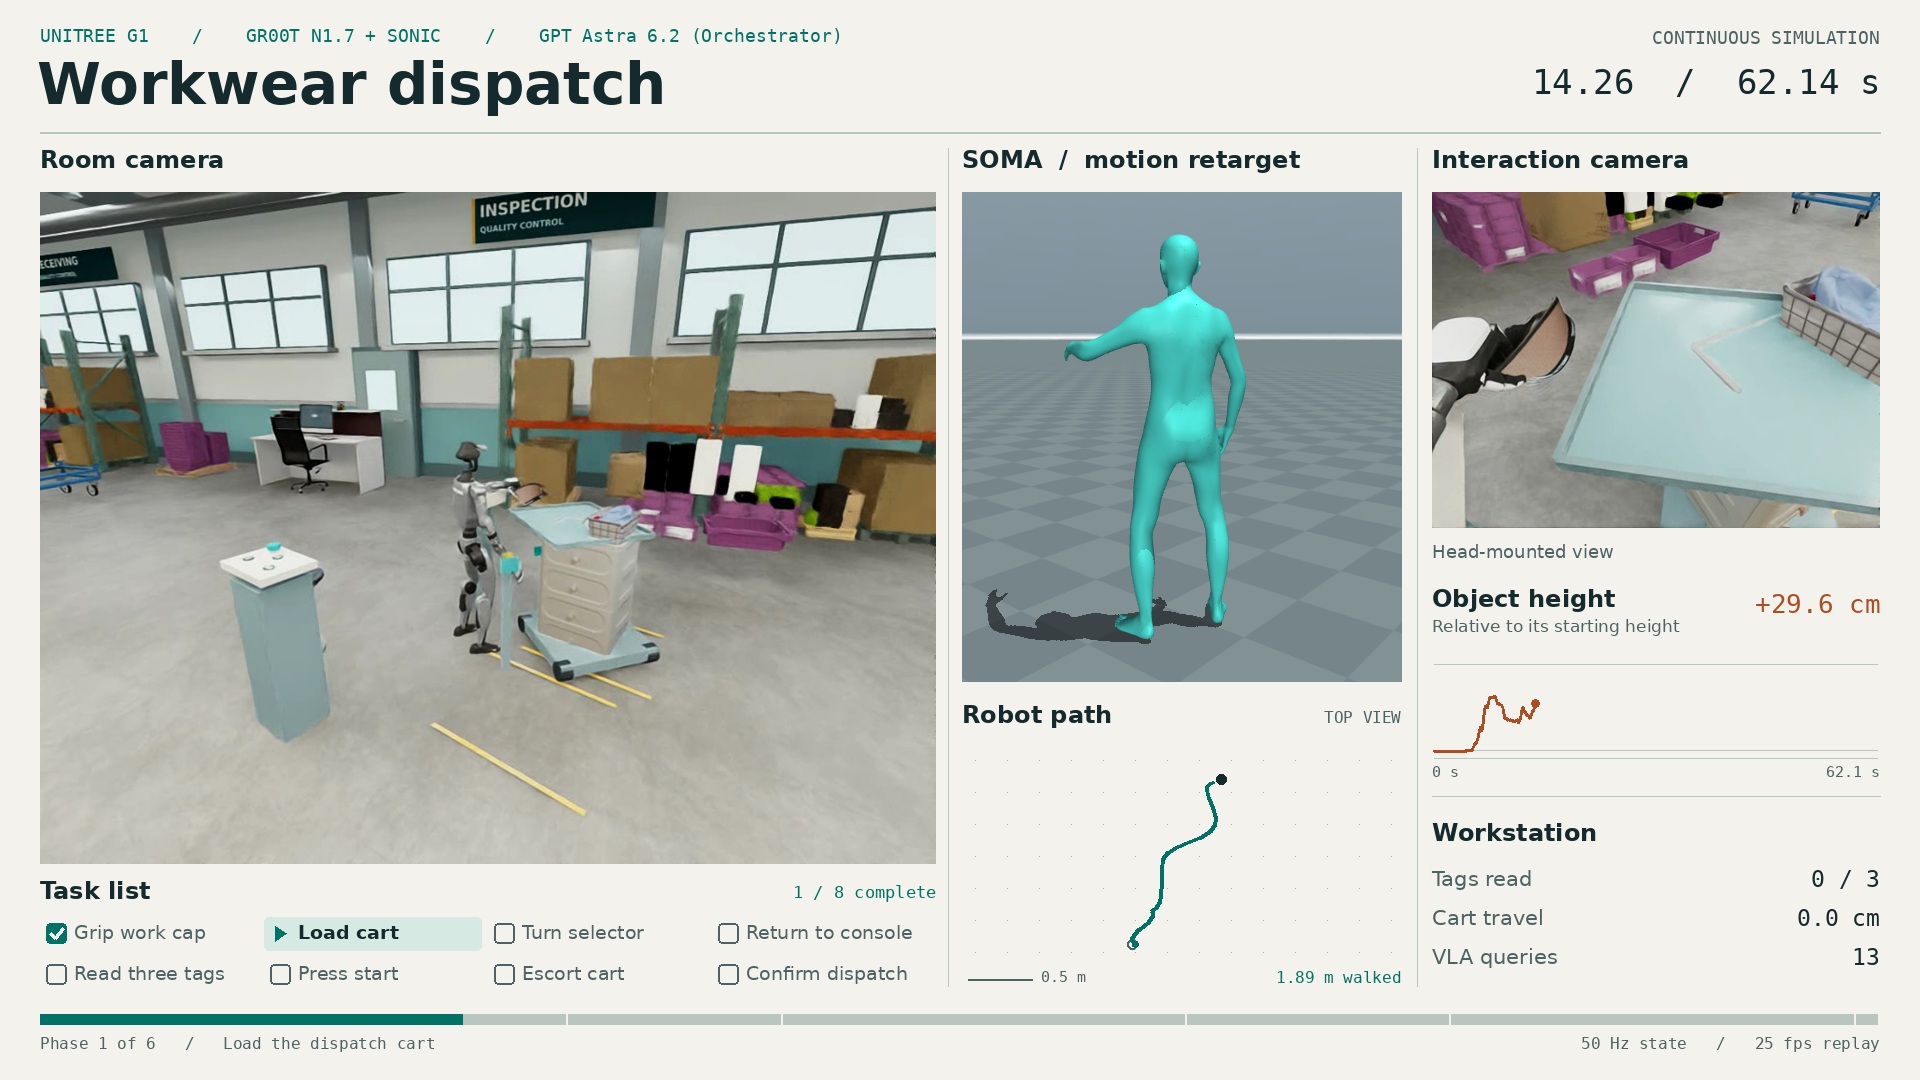 UNITREE G1 / GR00T N1.7 + SONIC / GPT Astra 6.2 (Orchestrator)
Workwear dispatch
CONTINUOUS SIMULATION
14.26 / 62.14 s
Room camera
INSPECTION
QUALITY CONTROL
ECEIVING
Task list
1 / 8 complete
Grip work cap
Load cart
Turn selector
Return to console
Read three tags
Press start
Escort cart
Confirm dispatch
SOMA / motion retarget
Robot path
TOP VIEW
0.5 m
1.89 m walked
Interaction camera
Head-mounted view
Object height
+29.6 cm
Relative to its starting height
0 s
62.1 s
Workstation
Tags read
0 / 3
Cart travel
0.0 cm
VLA queries
13
Phase 1 of 6 / Load the dispatch cart
50 Hz state / 25 fps replay